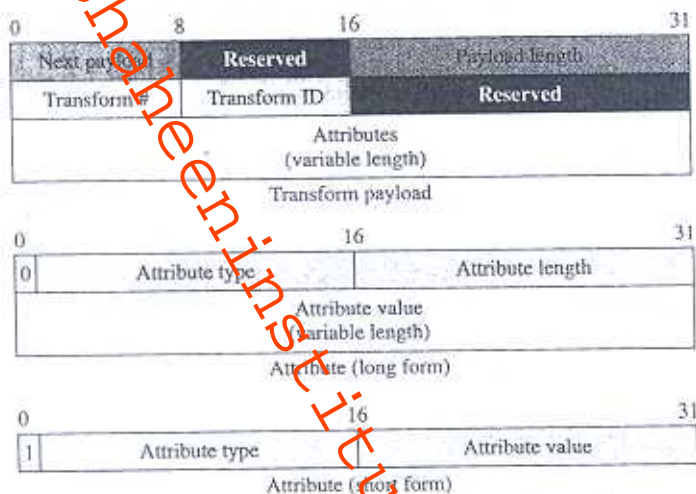 0 8 16 31
Next payload Reserved Payload length
Transform # Transform ID Reserved
Attributes
(variable length)
Transform payload
0 16 31
0 Attribute type Attribute length
Attribute value
(variable length)
Attribute (long form)
0 16 31
1 Attribute type Attribute value
Attribute (short form)
shaheeninstitu